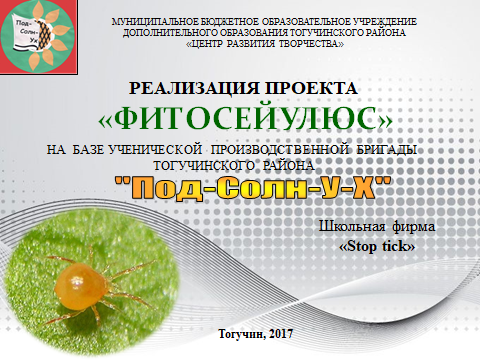 Под-
Солн-
Ух
МУНИЦИПАЛЬНОЕ БЮДЖЕТНОЕ ОБРАЗОВАТЕЛЬНОЕ УЧРЕЖДЕНИЕ
ДОПОЛНИТЕЛЬНОГО ОБРАЗОВАНИЯ ТОГУЧИНСКОГО РАЙОНА
«ЦЕНТР РАЗВИТИЯ ТВОРЧЕСТВА»
РЕАЛИЗАЦИЯ ПРОЕКТА
«ФИТОСЕЙУЛЮС»
НА БАЗЕ УЧЕНИЧЕСКОЙ ПРОИЗВОДСТВЕННОЙ БРИГАДЫ
ТОГУЧИНСКОГО РАЙОНА
"Под-Солн-У-Х"
Школьная фирма
«Stop tick»
Тогучин, 2017